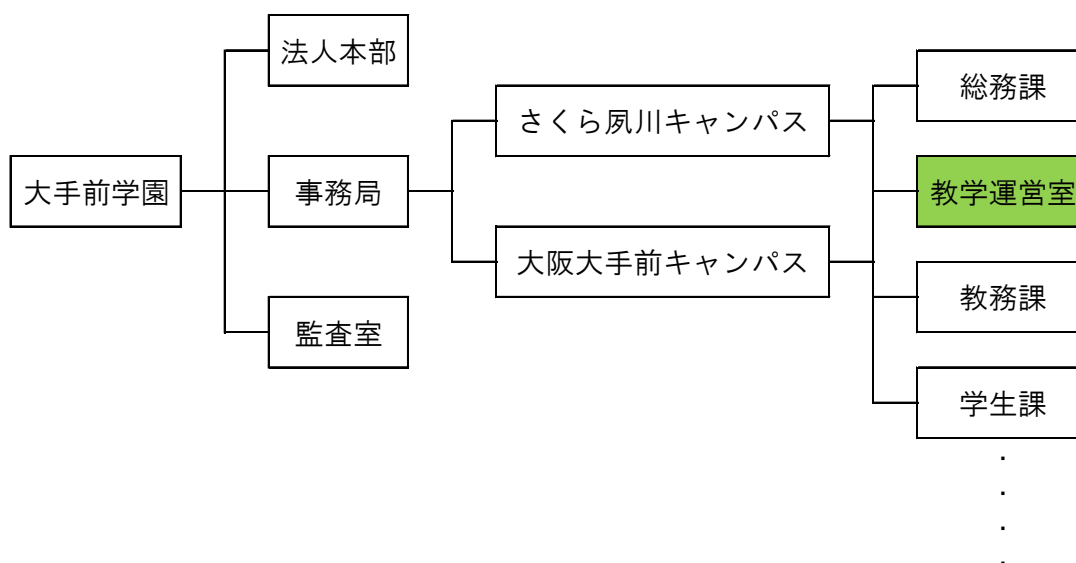 法人本部
総務課
さくら夙川キャンパス
大手前学園
事務局
教学運営室
大阪大手前キャンパス
教務課
監査室
学生課
．
．
．
．